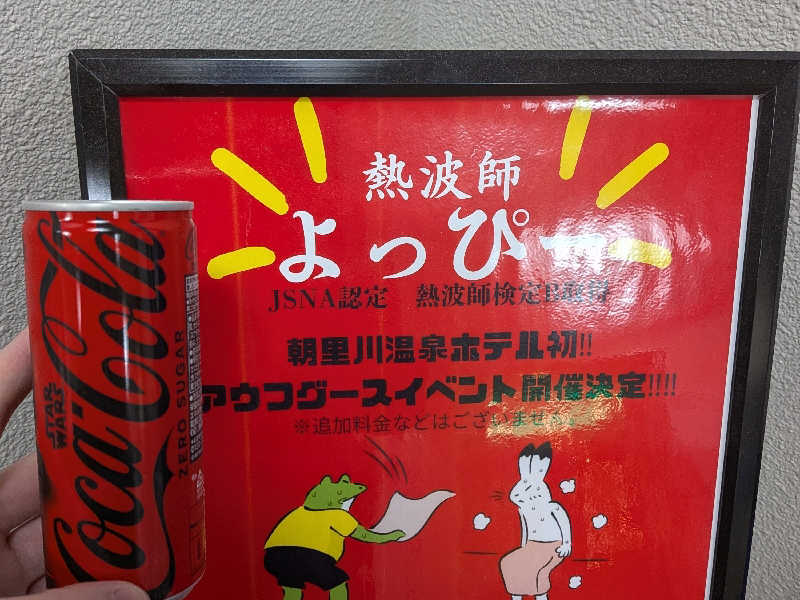 熱波師
よっぴー
JSNA認定 熱波師検定B取得
朝里川温泉ホテル初!!
アウフグースイベント開催決定!!!!
※追加料金などはございません。
Coca-Cola
ZERO SUGAR
STAR
WARS